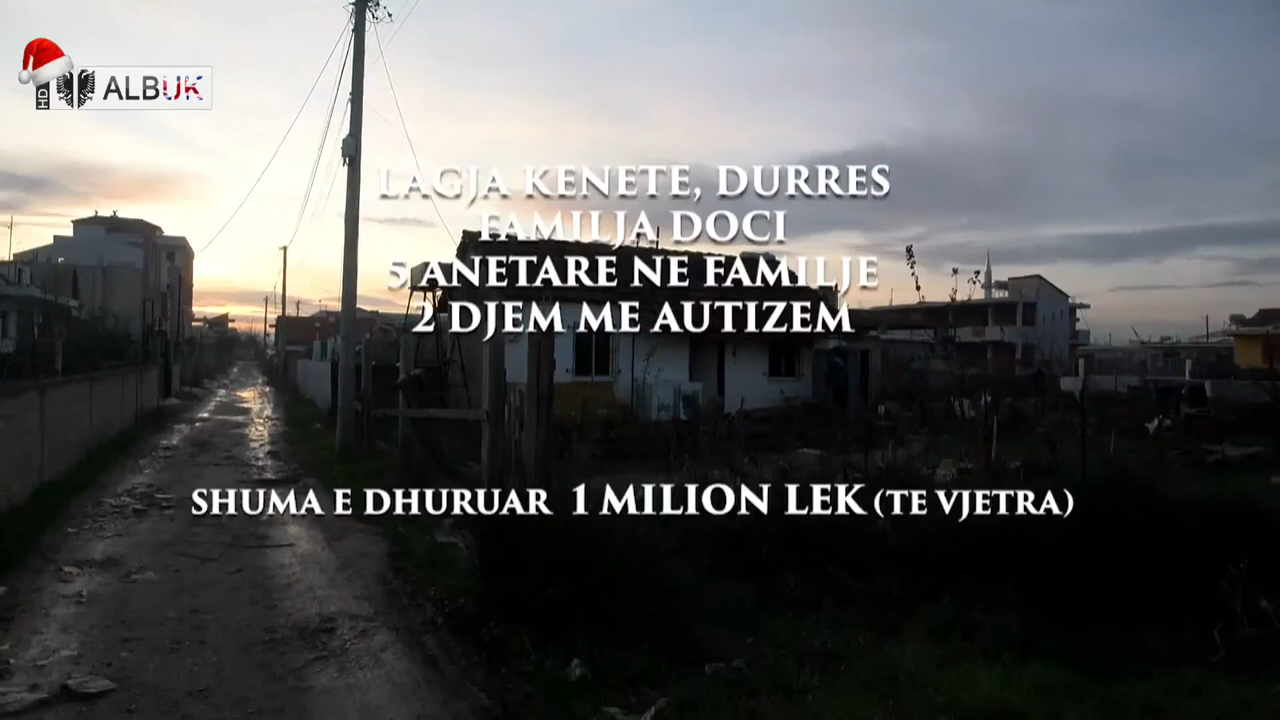 HD ALBUK
LAGJA KENETE, DURRES
FAMILJA DOCI
5 ANETARE NE FAMILJE
2 DJEM ME AUTIZEM
SHUMA E DHURUAR 1 MILION LEK (TE VJETRA)